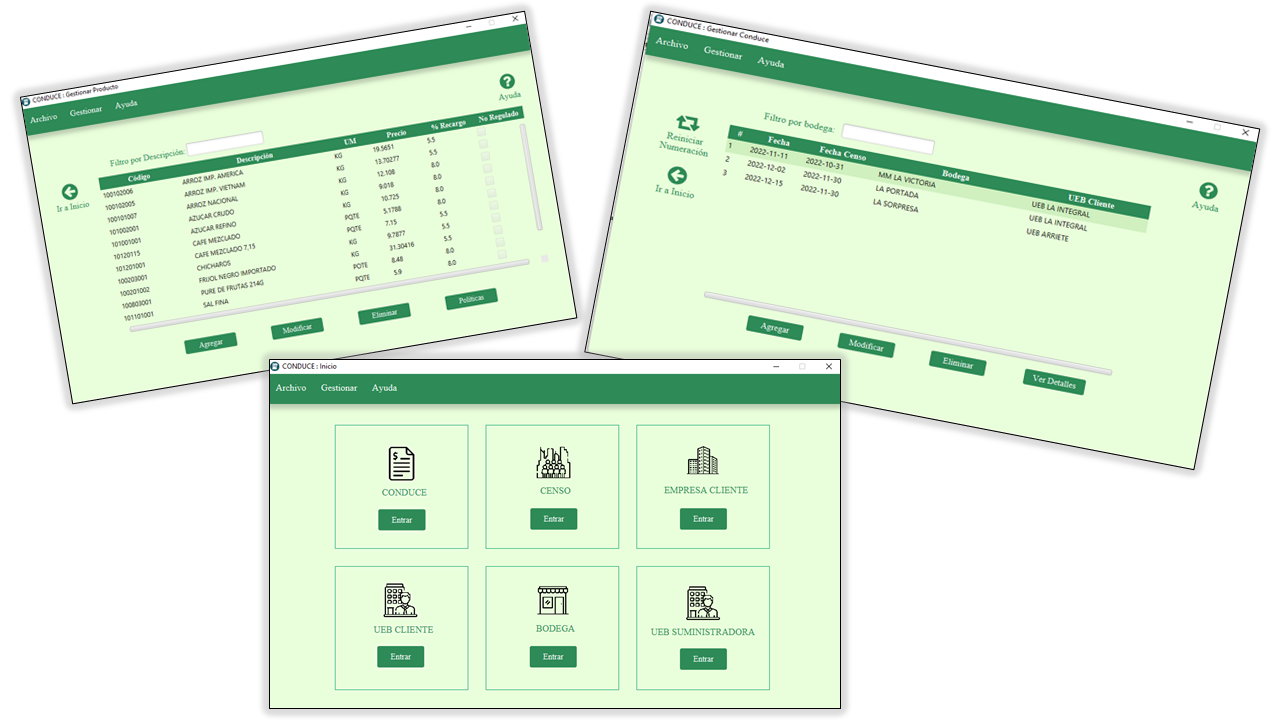 CONDUCE : Gestionar Producto
Archivo Gestionar Ayuda
Ayuda
Filtro por Descripción:
Ir a Inicio
Código Descripción UM Precio % Recargo No Regulado
100102006 ARROZ IMP. AMERICA KG 19.5651 5.5
100102005 ARROZ IMP. VIETNAM KG 13.70277 5.5
100101007 ARROZ NACIONAL KG 12.108 8.0
101002001 AZUCAR CRUDO KG 9.018 8.0
101001001 AZUCAR REFINO KG 10.725 8.0
10120115 CAFE MEZCLADO PQTE 5.1788 8.0
101201001 CAFE MEZCLADO 7,15 PQTE 7.15 8.0
100203001 CHICHAROS KG 9.7877 5.5
100201002 FRIJOL NEGRO IMPORTADO KG 31.30416 5.5
100803001 PURE DE FRUTAS 214G POTE 8.48 8.0
101101001 SAL FINA PQTE 5.9 8.0
Agregar Modificar Eliminar Políticas
CONDUCE : Gestionar Conduce
Archivo Gestionar Ayuda
Filtro por bodega:
Reiniciar
Numeración
Ir a Inicio
Ayuda
# Fecha Fecha Censo Bodega UEB Cliente
1 2022-11-11 2022-10-31 MM LA VICTORIA UEB LA INTEGRAL
2 2022-12-02 2022-11-30 LA PORTADA UEB LA INTEGRAL
3 2022-12-15 2022-11-30 LA SORPRESA UEB ARRIETE
Agregar Modificar Eliminar Ver Detalles
CONDUCE : Inicio
Archivo Gestionar Ayuda
CONDUCE CENSO EMPRESA CLIENTE
Entrar Entrar Entrar
UEB CLIENTE BODEGA UEB SUMINISTRADORA
Entrar Entrar Entrar